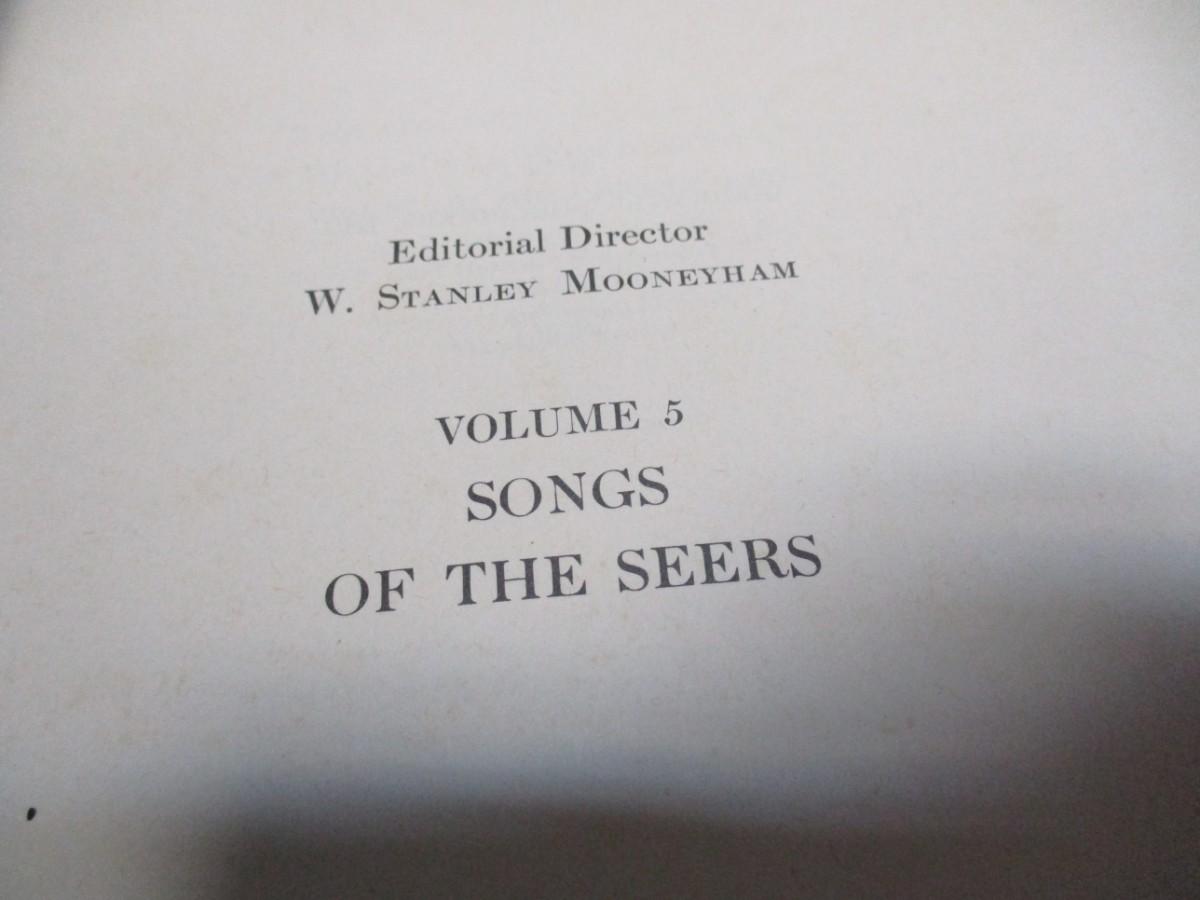 Editorial Director
W. STANLEY MOONEYHAM
VOLUME 5
SONGS
OF THE SEERS